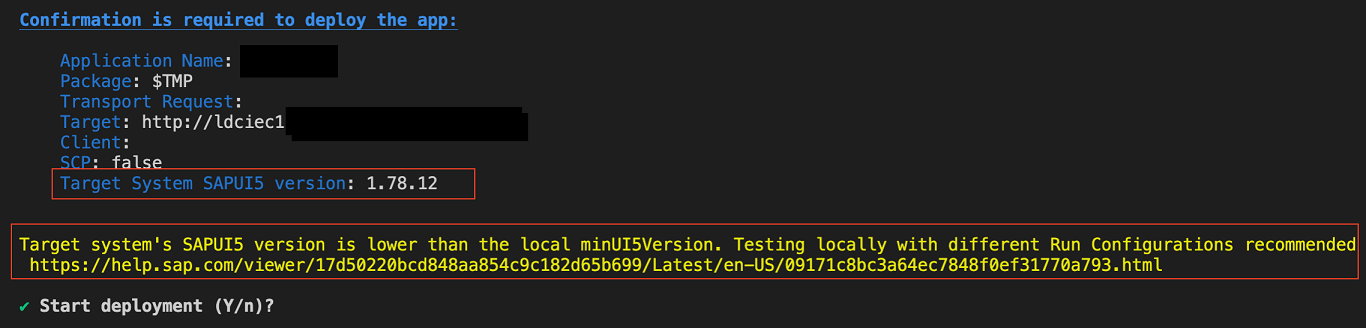 Confirmation is required to deploy the app:
Application Name:
Package: $TMP
Transport Request:
Target: http://ldciec1
Client:
SCP: false
Target System SAPUI5 version: 1.78.12
Target system's SAPUI5 version is lower than the local minUI5Version. Testing locally with different Run Configurations recommended
https://help.sap.com/viewer/17d50220bcd848aa854c9c182d65b699/Latest/en-US/09171c8bc3a64ec7848f0ef31770a793.html
✔ Start deployment (Y/n)?